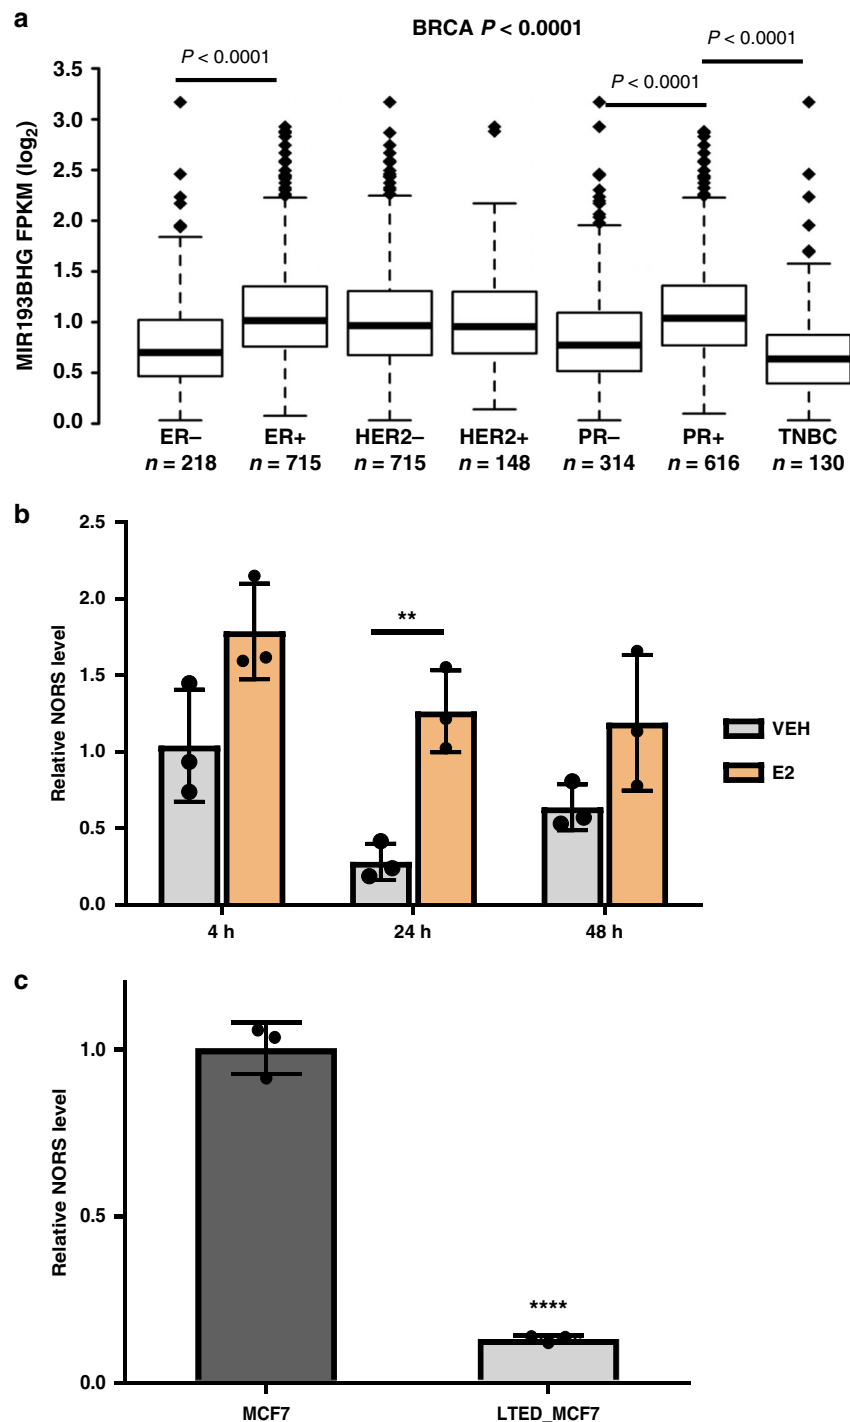 a
BRCA P < 0.0001
P < 0.0001
P < 0.0001
P < 0.0001
MIR193BHG FPKM (log2)
3.5
3.0
2.5
2.0
1.5
1.0
0.5
0.0
ER– ER+ HER2– HER2+ PR– PR+ TNBC
n = 218 n = 715 n = 715 n = 148 n = 314 n = 616 n = 130
b
Relative NORS level
2.5
2.0
1.5
1.0
0.5
0.0
**
VEH
E2
4 h 24 h 48 h
c
Relative NORS level
1.0
0.5
0.0
****
MCF7 LTED_MCF7